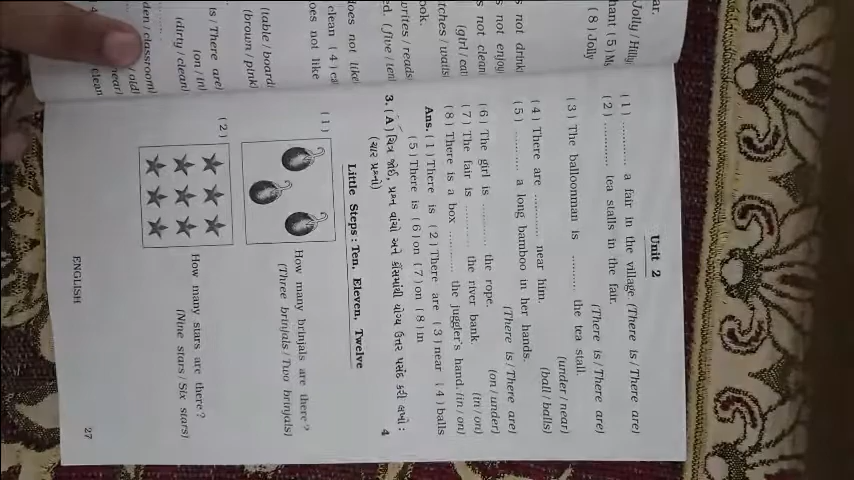 ar.
Jolly/Hilly
hant (5) Ms
(8) Jolly
s not drink
s not enjoy
s not clean
(girl/cat)
tches/waits
ook.
writes/reads
ed. (five/ten)
does not like
clean (4) eat
oes not like
(table/board)
(brown/pink)
is/There are)
(on/in)
(dirty/clean)
den/classroom)
old)
near)
clean
Unit 2
(1) .......... a fair in the village. (There is/There are)
(2) .......... tea stalls in the fair.
(There is/There are)
(3) The balloonman is .......... the tea stall.
(under/near)
(4) There are .......... near him. (ball/balls)
(5) .......... a long bamboo in her hands.
(There is/There are)
(6) The girl is .......... the rope. (on/under)
(7) The fair is .......... the river bank. (in/on)
(8) There is a box .......... the juggler's hand. (in/on)
Ans. (1) There is (2) There are (3) near (4) balls
(5) There is (6) on (7) on (8) in
3. (A) ચિત્ર જોઈ, પ્રશ્ન વાંચો અને કૌંસમાંથી યોગ્ય ઉત્તર પસંદ કરી લખો : 4
(ચાર પ્રશ્નો)
Little Steps : Ten, Eleven, Twelve
(1) How many brinjals are there?
(Three brinjals/Two brinjals)
(2) How many stars are there?
(Nine stars/Six stars)
ENGLISH 27